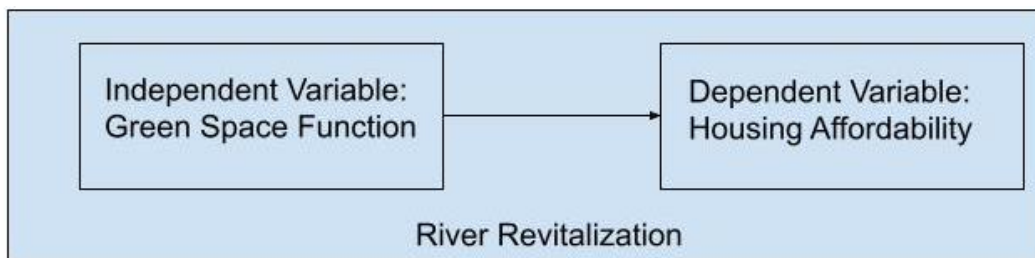 Independent Variable:
Green Space Function
Dependent Variable:
Housing Affordability
River Revitalization